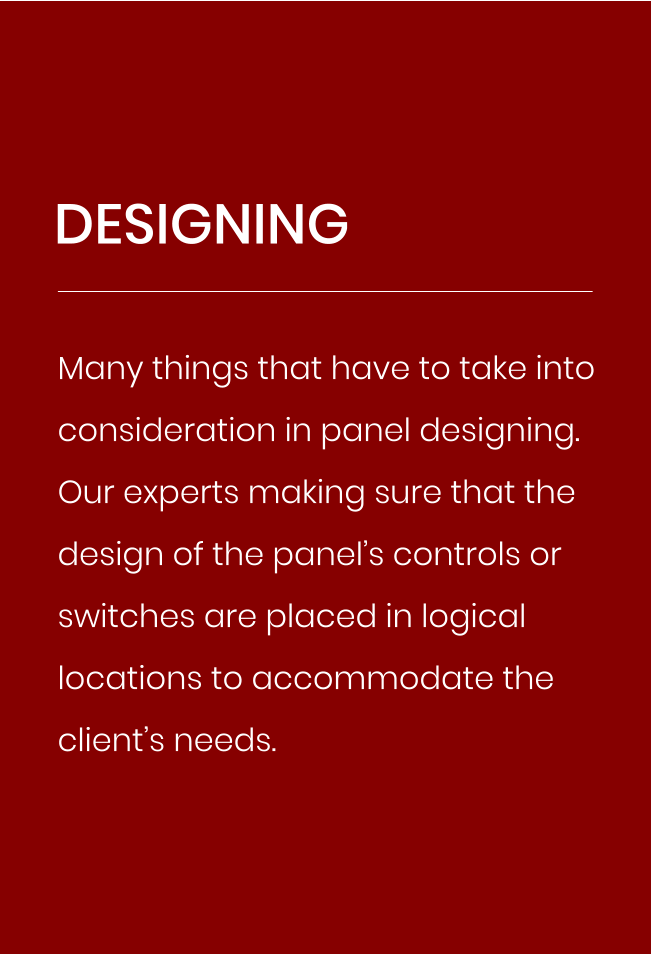 DESIGNING
Many things that have to take into
consideration in panel designing.
Our experts making sure that the
design of the panel’s controls or
switches are placed in logical
locations to accommodate the
client’s needs.